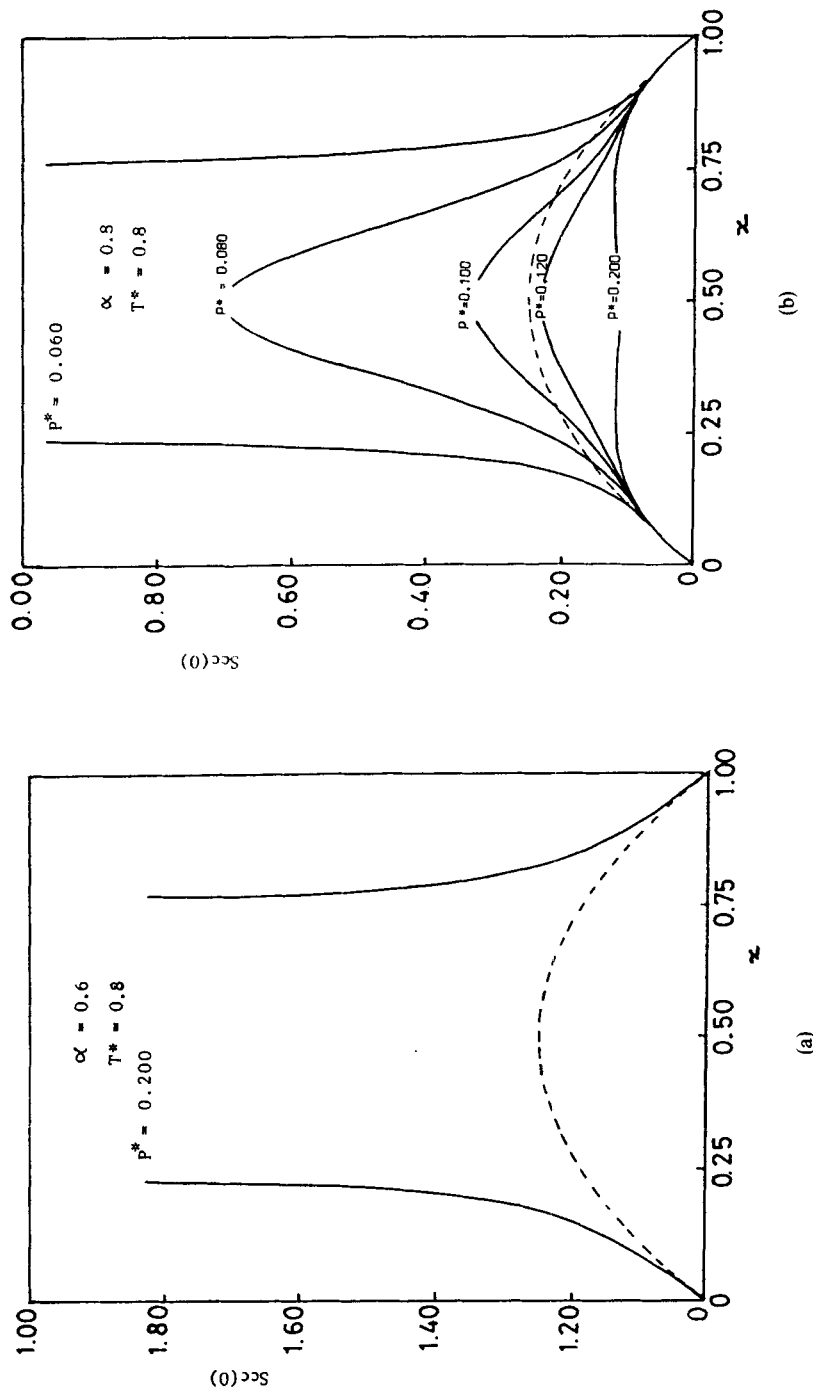 1.00
1.80
1.60
1.40
1.20
0
Scc(0)
α = 0.6
T* = 0.8
P* = 0.200
0
0.25
0.50
0.75
1.00
x
(a)
0.00
0.80
0.60
0.40
0.20
0
Scc(0)
P* = 0.060
α = 0.8
T* = 0.8
P* = 0.080
P*=0.100
P*=0.120
P*=0.200
0
0.25
0.50
0.75
1.00
x
(b)